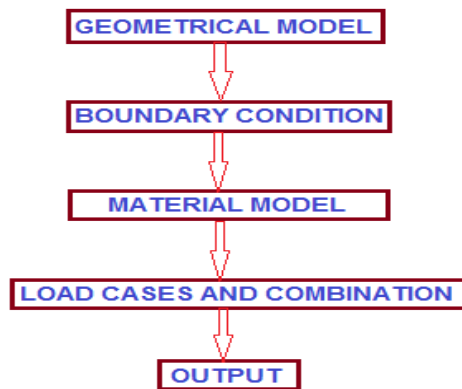 GEOMETRICAL MODEL
BOUNDARY CONDITION
MATERIAL MODEL
LOAD CASES AND COMBINATION
OUTPUT